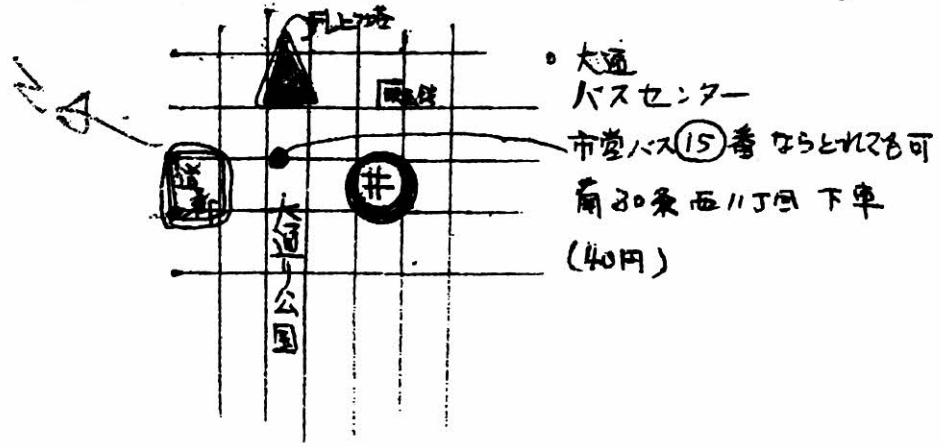 大通
バスセンター
市営バス⑮番 ならどれでも可
南30条西11丁目 下車
(40円)
井
大通り公園